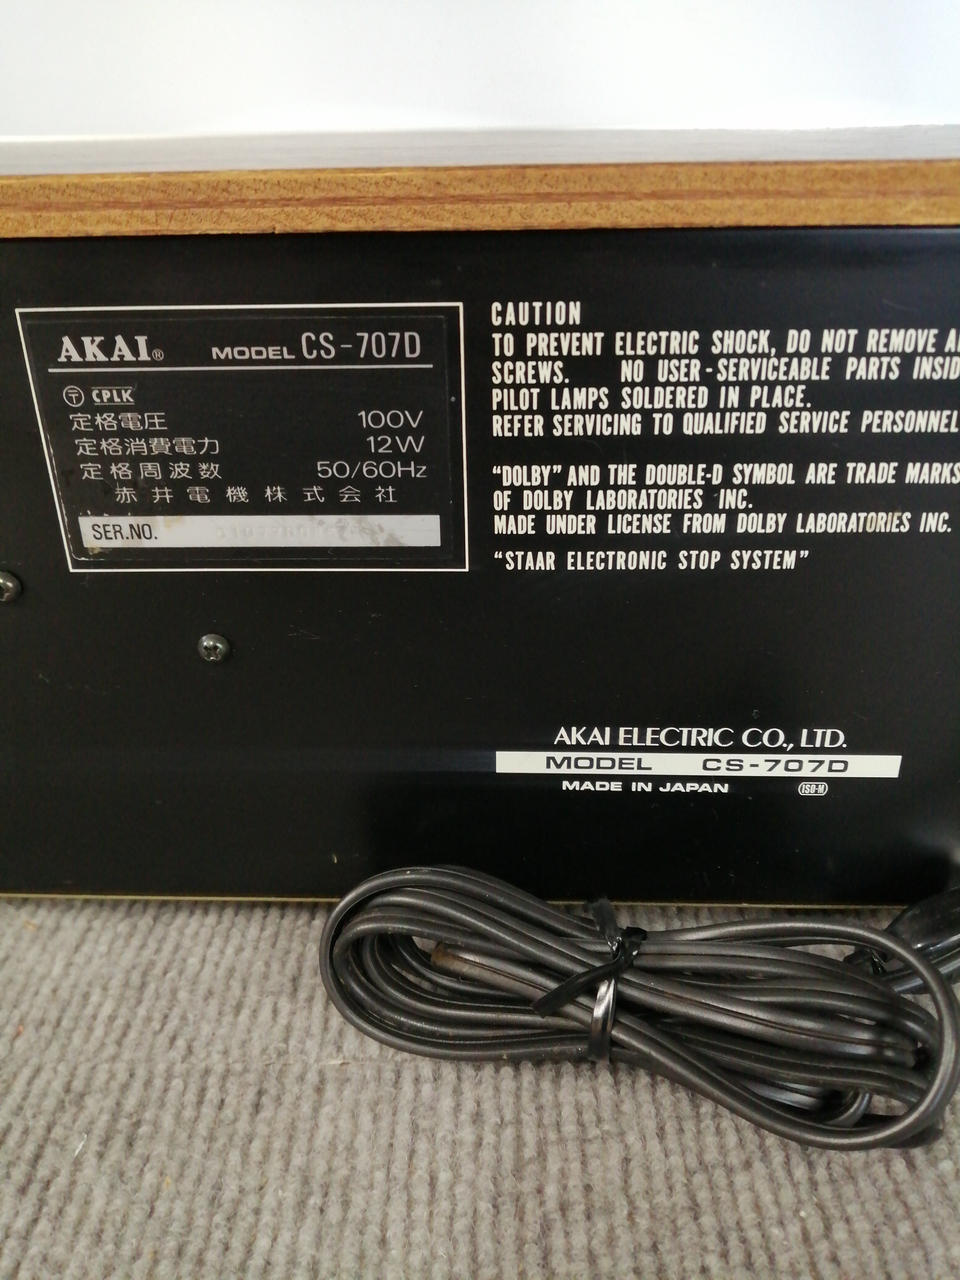 AKAI® MODEL CS-707D
〒 CPLK
定格電圧 100V
定格消費電力 12W
定格周波数 50/60Hz
赤井電機株式会社
SER.NO.
CAUTION
TO PREVENT ELECTRIC SHOCK, DO NOT REMOVE
SCREWS. NO USER-SERVICEABLE PARTS INSID
PILOT LAMPS SOLDERED IN PLACE.
REFER SERVICING TO QUALIFIED SERVICE PERSONNEL
“DOLBY” AND THE DOUBLE-D SYMBOL ARE TRADE MARKS
OF DOLBY LABORATORIES INC.
MADE UNDER LICENSE FROM DOLBY LABORATORIES INC.
“STAAR ELECTRONIC STOP SYSTEM”
AKAI ELECTRIC CO., LTD.
MODEL CS-707D
MADE IN JAPAN ISO-M